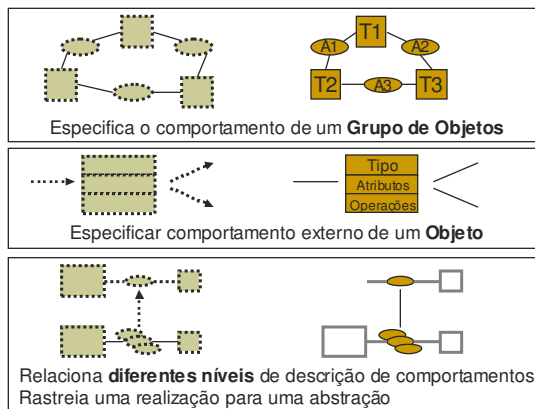 T1
A1
A2
T2
A3
T3
Especifica o comportamento de um Grupo de Objetos
Tipo
Atributos
Operações
Especificar comportamento externo de um Objeto
Relaciona diferentes níveis de descrição de comportamentos
Rastreia uma realização para uma abstração